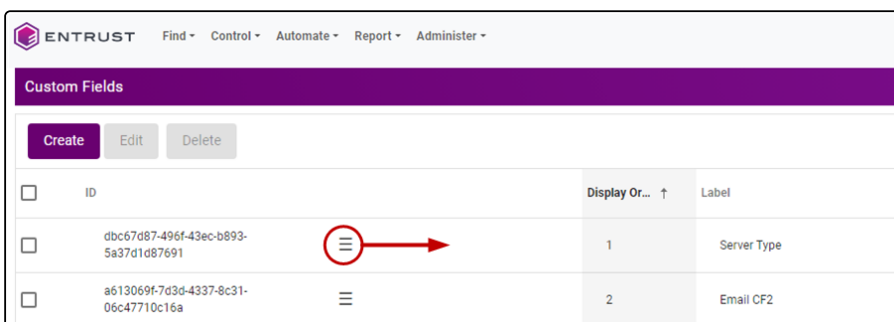 ENTRUST Find Control Automate Report Administer
Custom Fields
Create Edit Delete
ID Display Or... ↑ Label
dbc67d87-496f-43ec-b893-
5a37d1d87691
1 Server Type
a613069f-7d3d-4337-8c31-
06c47710c16a
2 Email CF2